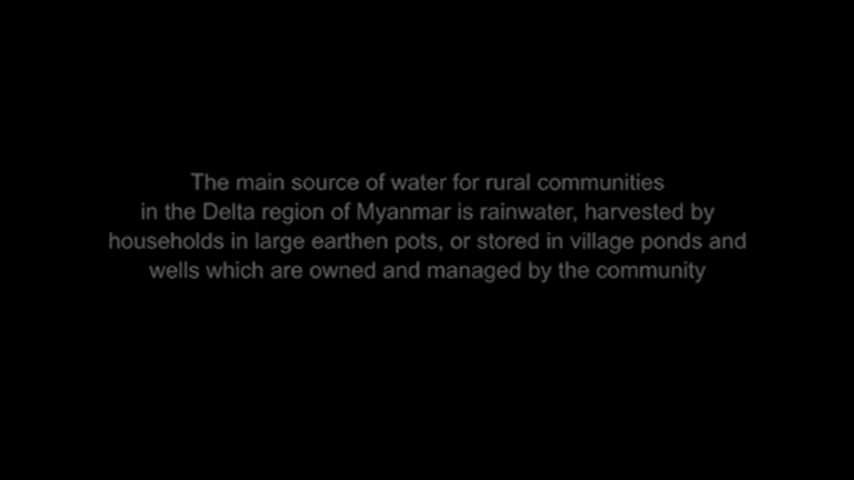 The main source of water for rural communities
in the Delta region of Myanmar is rainwater, harvested by
households in large earthen pots, or stored in village ponds and
wells which are owned and managed by the community